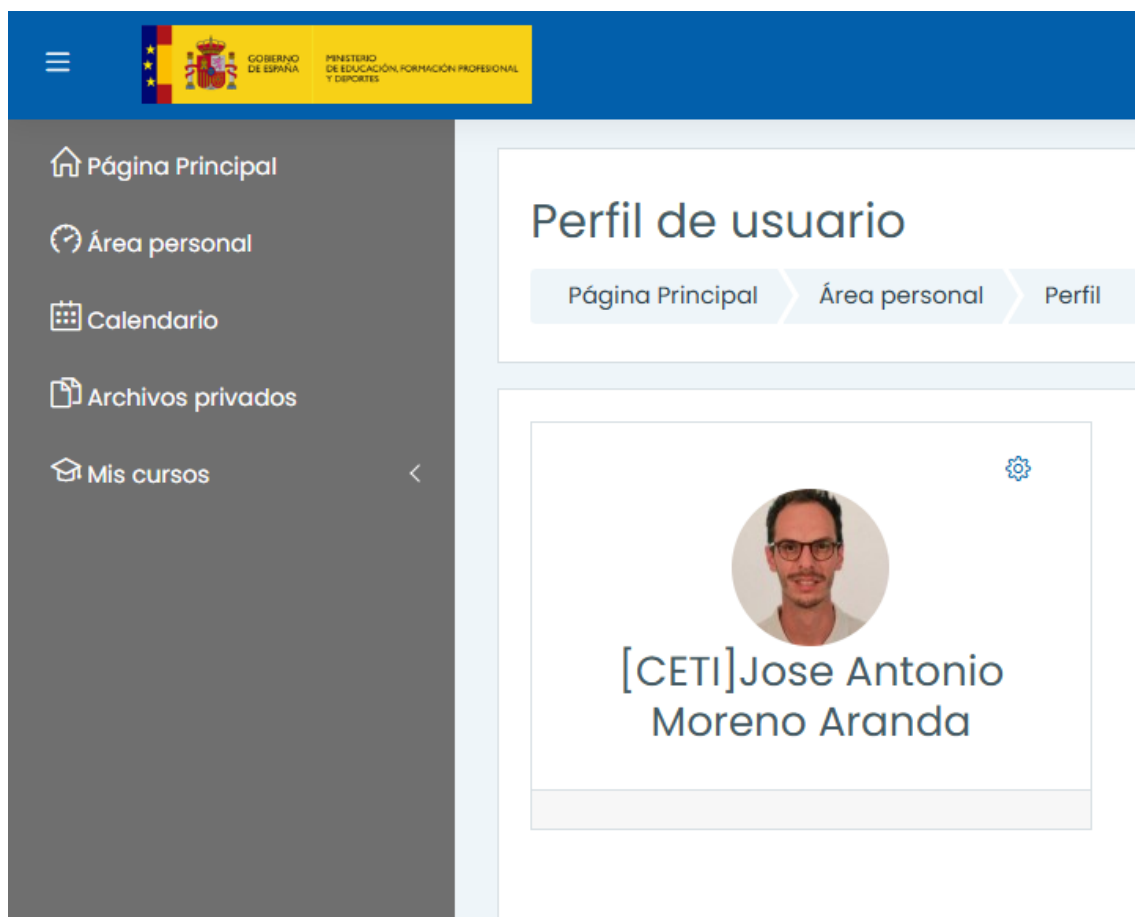 GOBIERNO
DE ESPAÑA
MINISTERIO
DE EDUCACIÓN, FORMACIÓN PROFESIONAL
Y DEPORTES
Página Principal
Área personal
Calendario
Archivos privados
Mis cursos
Perfil de usuario
Página Principal Área personal Perfil
[CETI]Jose Antonio
Moreno Aranda